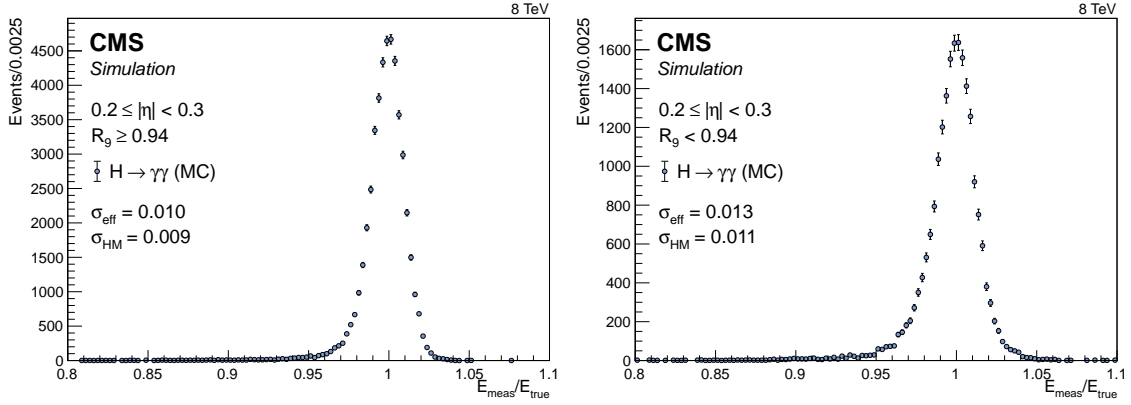 8 TeV
Events/0.0025
4500
4000
3500
3000
2500
2000
1500
1000
500
0
CMS
Simulation
0.2 ≤ |η| < 0.3
R9 ≥ 0.94
H → γγ (MC)
σeff = 0.010
σHM = 0.009
0.8 0.85 0.9 0.95 1 1.05 1.1
Emeas/Etrue
8 TeV
Events/0.0025
1600
1400
1200
1000
800
600
400
200
0
CMS
Simulation
0.2 ≤ |η| < 0.3
R9 < 0.94
H → γγ (MC)
σeff = 0.013
σHM = 0.011
0.8 0.85 0.9 0.95 1 1.05 1.1
Emeas/Etrue